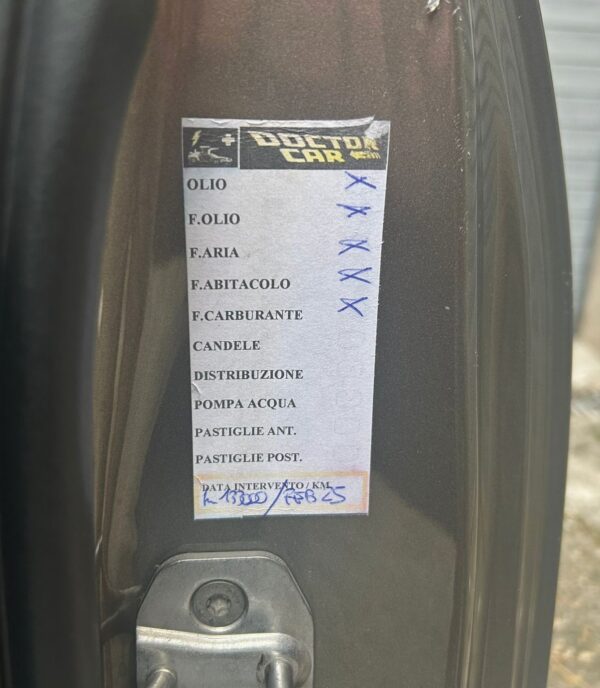 DOCTOR
CAR
OLIO X
F.OLIO X
F.ARIA X
F.ABITACOLO X
F.CARBURANTE X
CANDELE
DISTRIBUZIONE
POMPA ACQUA
PASTIGLIE ANT.
PASTIGLIE POST.
DATA INTERVENTO / KM
133000/FEB 25